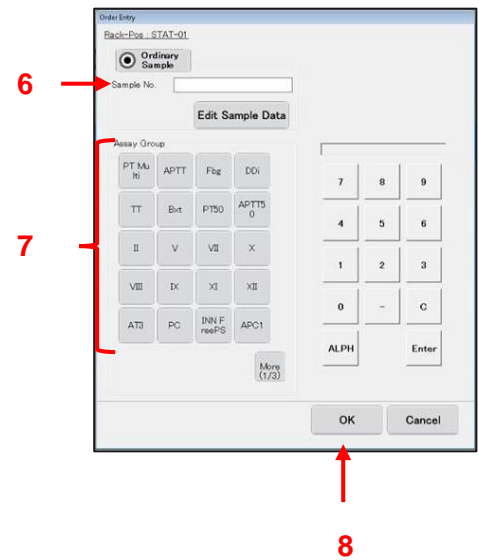 Order Entry
Rack-Pos : STAT-01
Ordinary
Sample
6
Sample No.
Edit Sample Data
Assay Group
PT Mu
lti
APTT
Fbg
DDi
7
8
9
TT
Bxt
PT50
APTT5
0
4
5
6
7
II
V
VII
X
1
2
3
VIII
IX
XI
XII
0
-
C
AT3
PC
INN F
reePS
APC1
ALPH
Enter
More
(1/3)
OK
Cancel
8